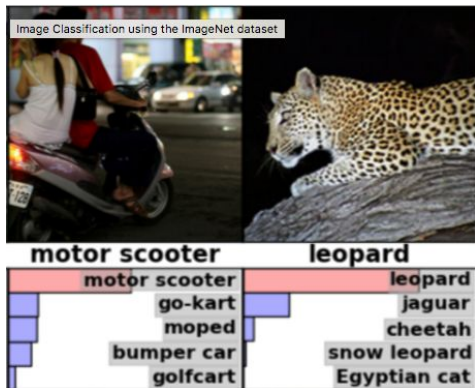 Image Classification using the ImageNet dataset
motor scooter
leopard
motor scooter
go-kart
moped
bumper car
golfcart
leopard
jaguar
cheetah
snow leopard
Egyptian cat